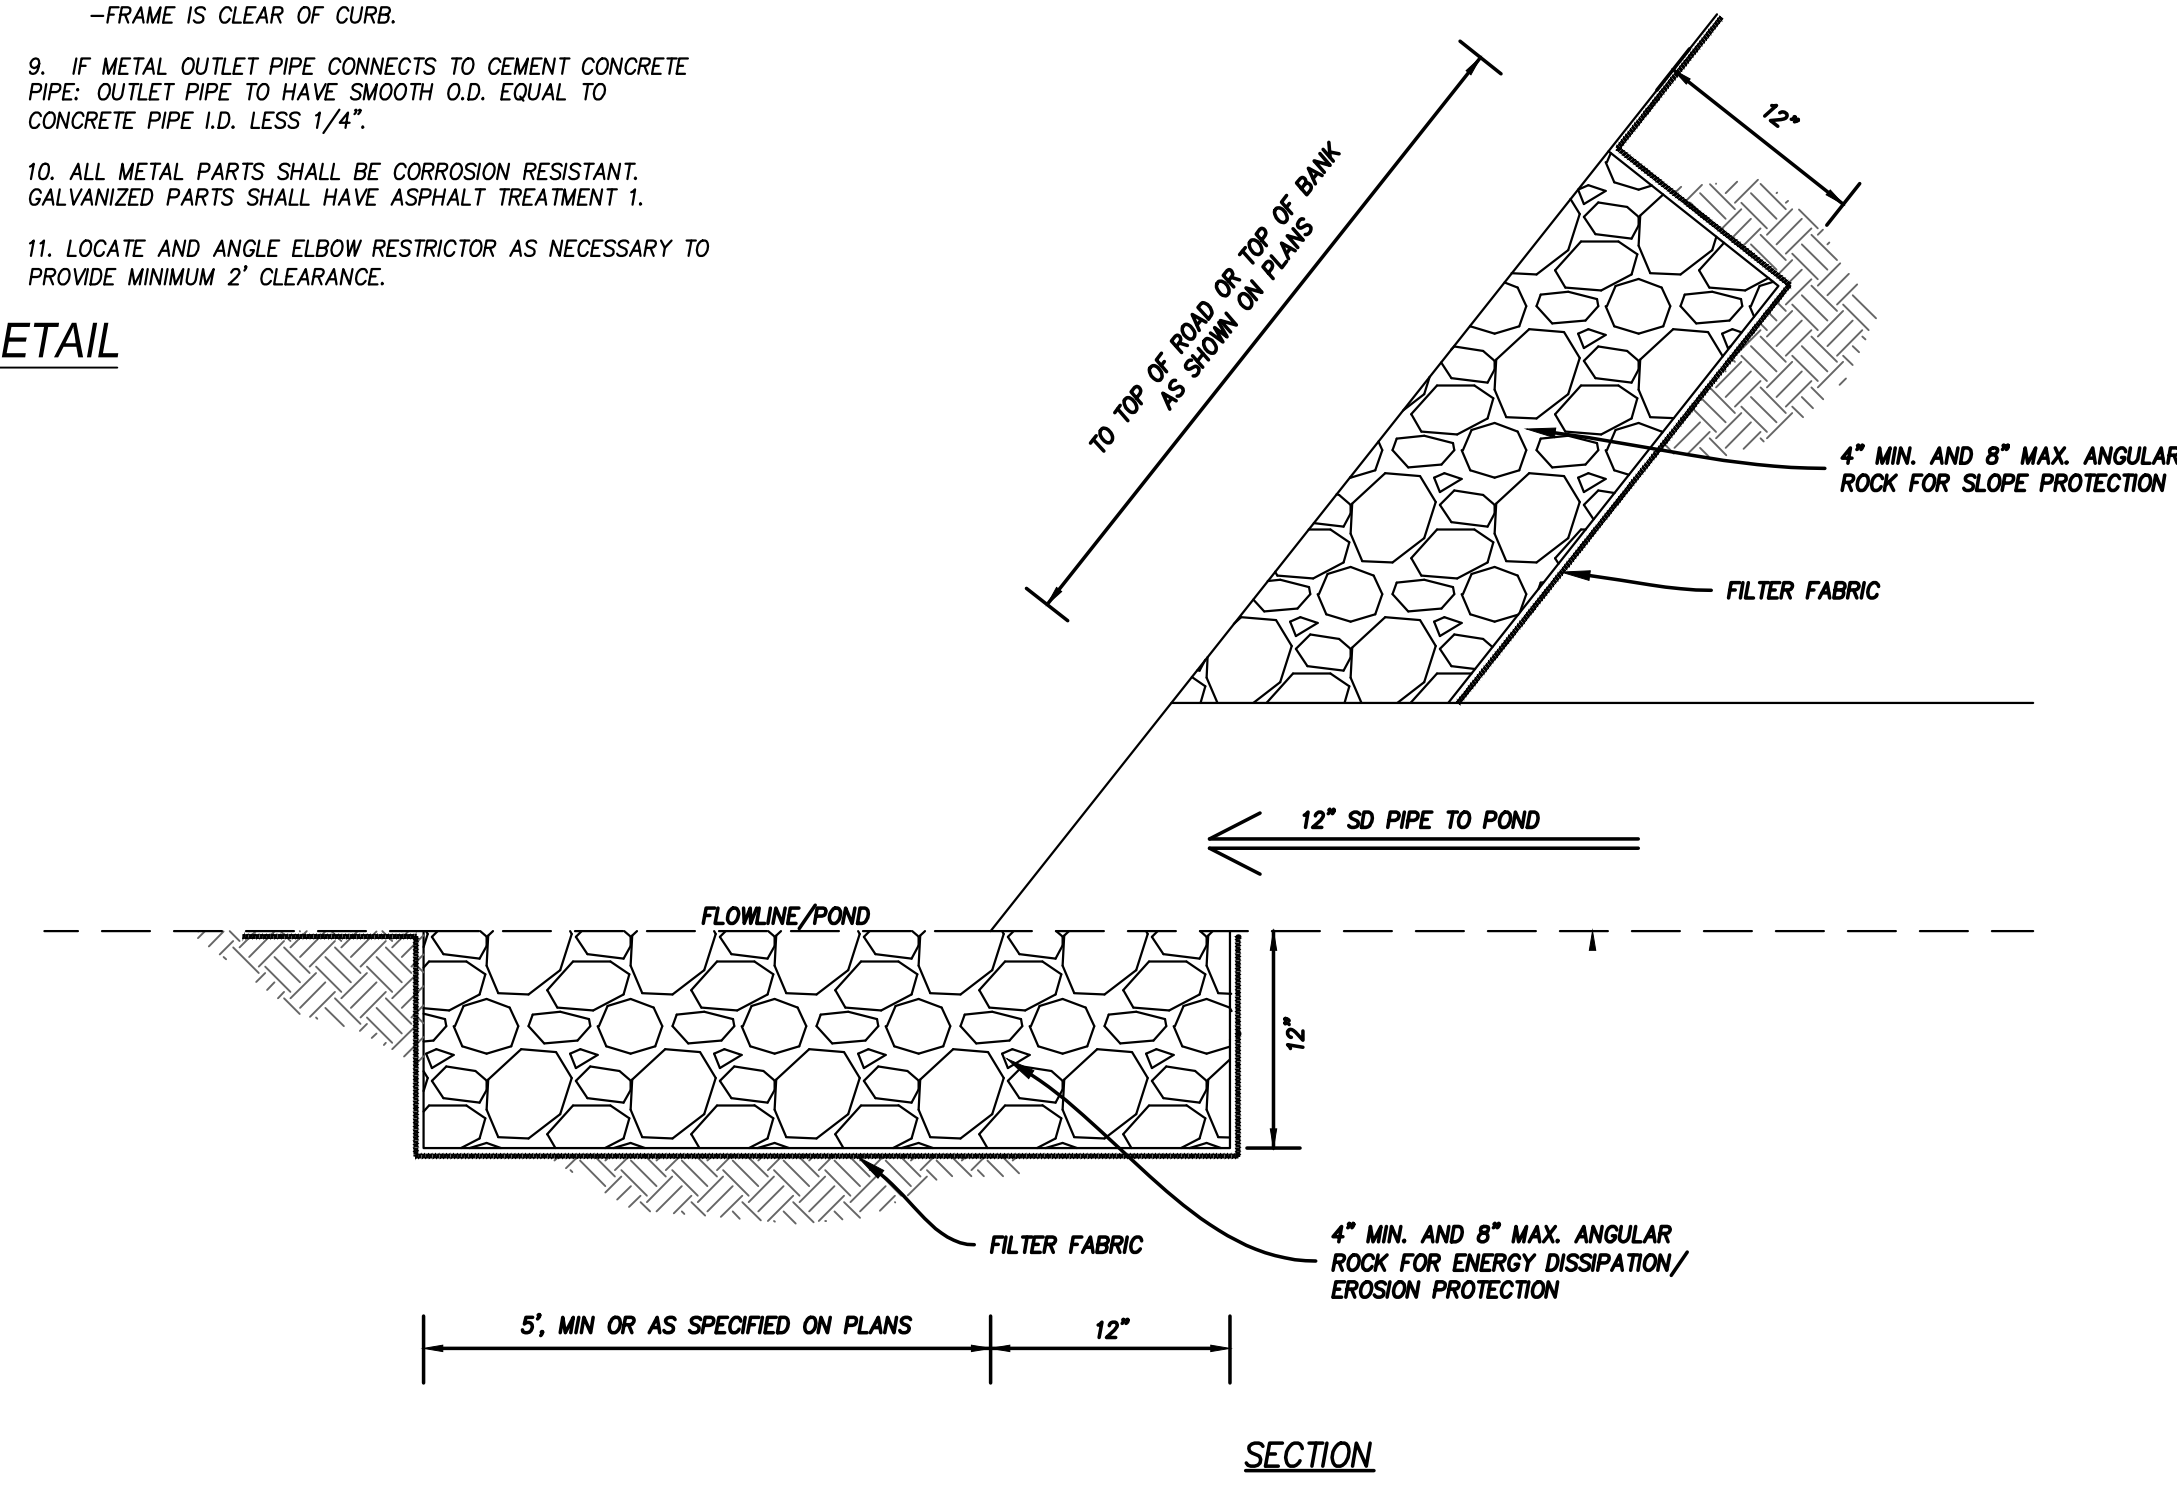 -FRAME IS CLEAR OF CURB.
9. IF METAL OUTLET PIPE CONNECTS TO CEMENT CONCRETE
PIPE: OUTLET PIPE TO HAVE SMOOTH O.D. EQUAL TO
CONCRETE PIPE I.D. LESS 1/4".
10. ALL METAL PARTS SHALL BE CORROSION RESISTANT.
GALVANIZED PARTS SHALL HAVE ASPHALT TREATMENT 1.
11. LOCATE AND ANGLE ELBOW RESTRICTOR AS NECESSARY TO
PROVIDE MINIMUM 2' CLEARANCE.
ETAIL
12"
TO TOP OF ROAD OR TOP OF BANK
AS SHOWN ON PLANS
4" MIN. AND 8" MAX. ANGULAR
ROCK FOR SLOPE PROTECTION
FILTER FABRIC
12" SD PIPE TO POND
FLOWLINE/POND
12"
FILTER FABRIC
4" MIN. AND 8" MAX. ANGULAR
ROCK FOR ENERGY DISSIPATION/
EROSION PROTECTION
5', MIN OR AS SPECIFIED ON PLANS
12"
SECTION